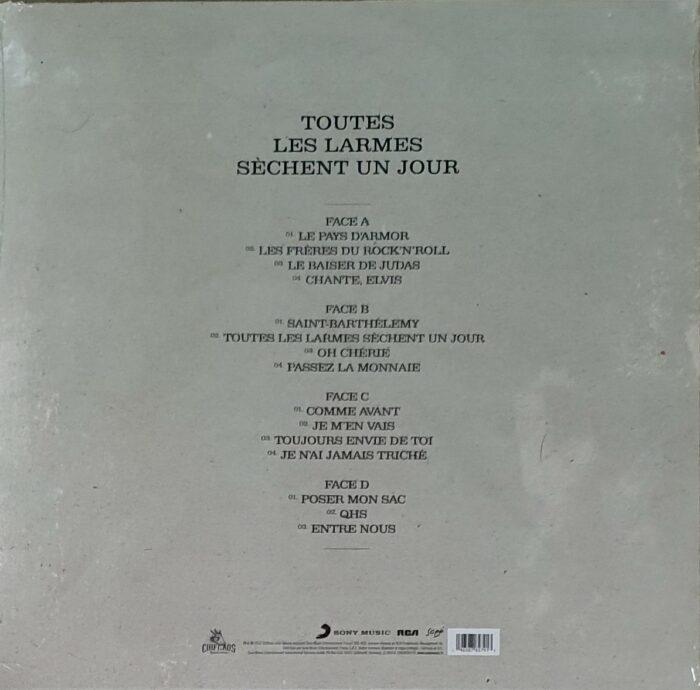 TOUTES
LES LARMES
SÈCHENT UN JOUR
FACE A
01. LE PAYS D'ARMOR
02. LES FRÈRES DU ROCK'N'ROLL
03. LE BAISER DE JUDAS
04. CHANTE, ELVIS
FACE B
01. SAINT-BARTHÉLEMY
02. TOUTES LES LARMES SÈCHENT UN JOUR
03. OH CHÉRIE
04. PASSEZ LA MONNAIE
FACE C
01. COMME AVANT
02. JE M'EN VAIS
03. TOUJOURS ENVIE DE TOI
04. JE N'AI JAMAIS TRICHÉ
FACE D
01. POSER MON SAC
02. QHS
03. ENTRE NOUS
SONY MUSIC RCA scpp